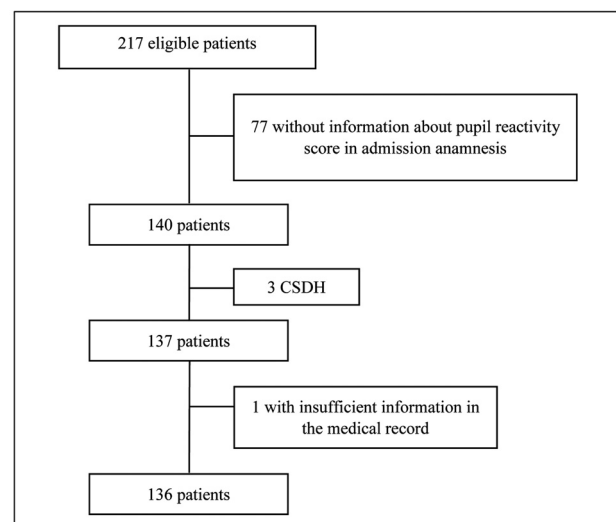 217 eligible patients
77 without information about pupil reactivity
score in admission anamnesis
140 patients
3 CSDH
137 patients
1 with insufficient information in
the medical record
136 patients